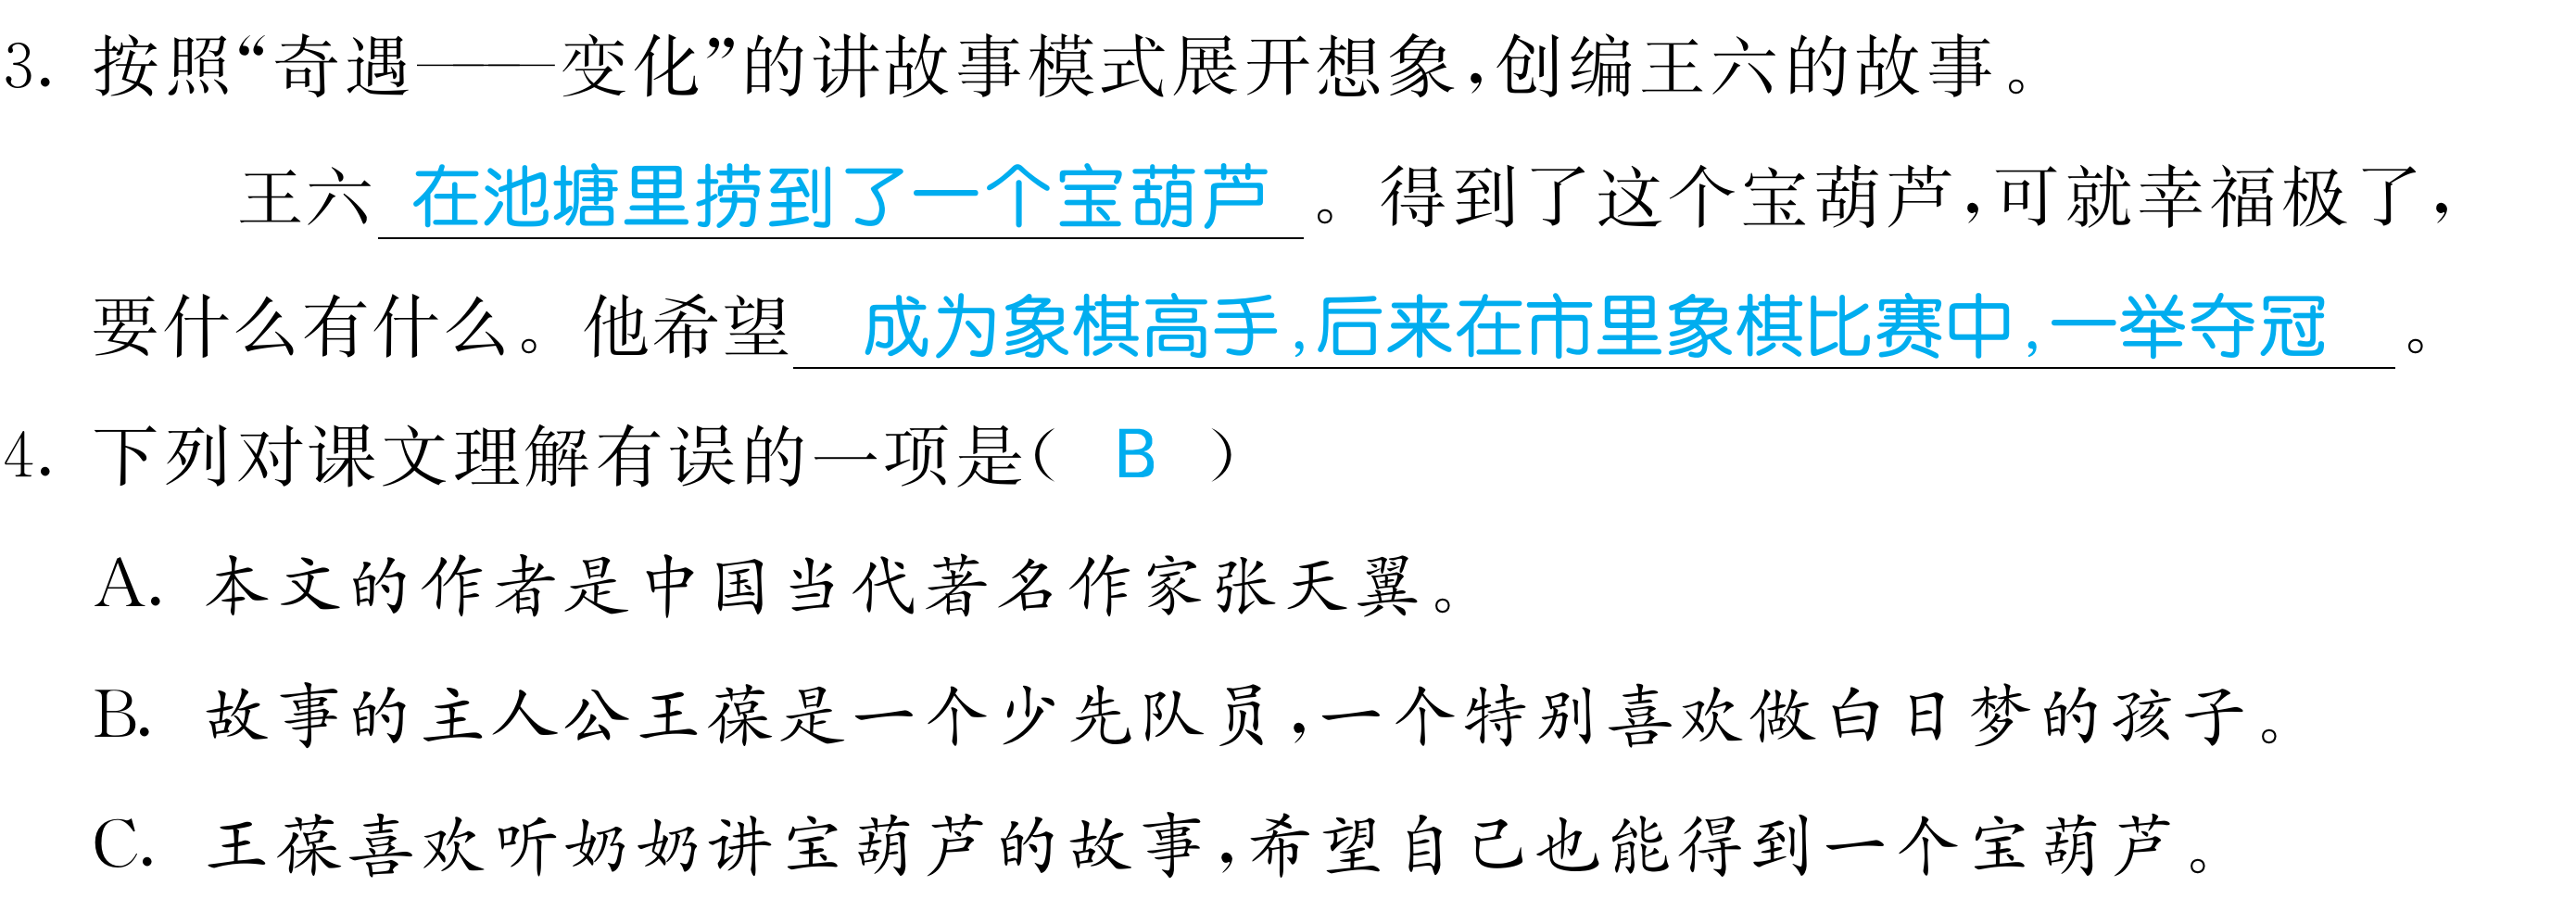 3. 按照“奇遇——变化”的讲故事模式展开想象,创编王六的故事。
王六 在池塘里捞到了一个宝葫芦 。得到了这个宝葫芦,可就幸福极了,
要什么有什么。他希望 成为象棋高手,后来在市里象棋比赛中,一举夺冠 。
4. 下列对课文理解有误的一项是( B )
A. 本文的作者是中国当代著名作家张天翼。
B. 故事的主人公王葆是一个少先队员,一个特别喜欢做白日梦的孩子。
C. 王葆喜欢听奶奶讲宝葫芦的故事,希望自己也能得到一个宝葫芦。